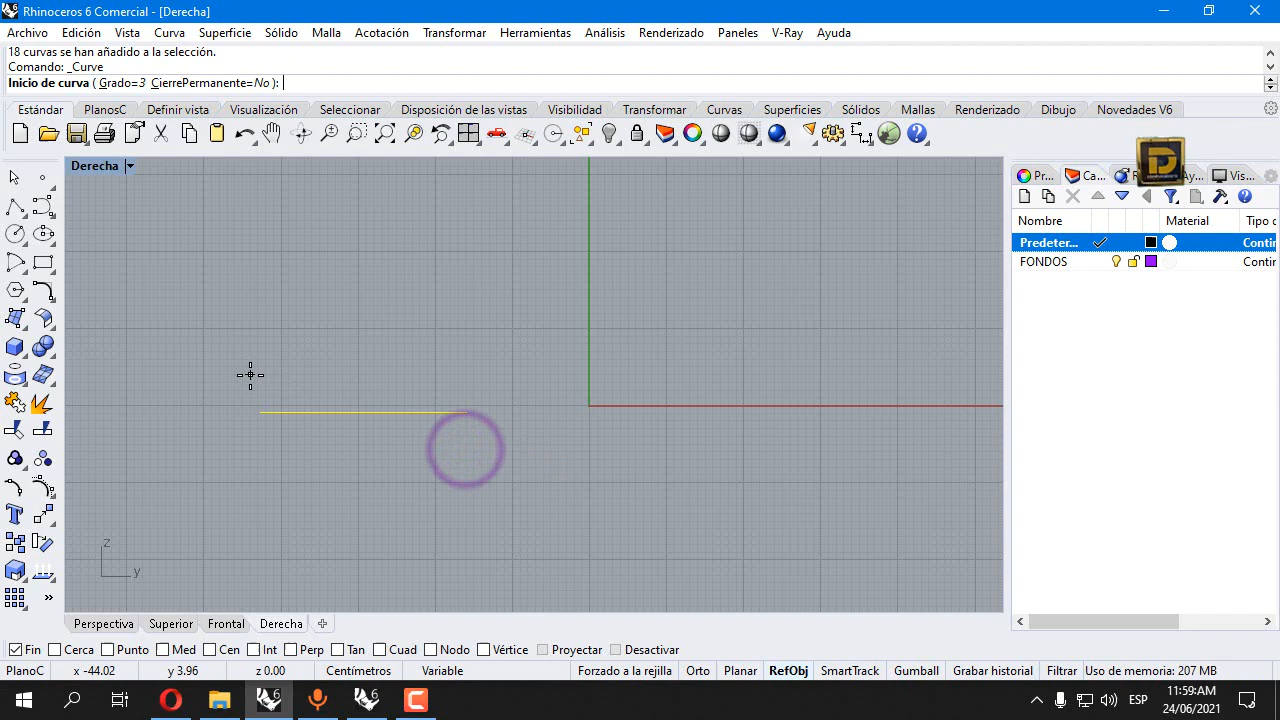 Rhinoceros 6 Comercial - [Derecha]
Archivo Edición Vista Curva Superficie Sólido Malla Acotación Transformar Herramientas Análisis Renderizado Paneles V-Ray Ayuda
18 curvas se han añadido a la selección.
Comando: _Curve
Inicio de curva ( Grado=3 CierrePermanente=No ):
Estándar PlanosC Definir vista Visualización Seleccionar Disposición de las vistas Visibilidad Transformar Curvas Superficies Sólidos Mallas Renderizado Dibujo Novedades V6
Derecha
Pr... Ca... Ay... Vis...
Nombre Material Tipo c
Predeter... Contir
FONDOS Contir
z
y
Perspectiva Superior Frontal Derecha
Fin Cerca Punto Med Cen Int Perp Tan Cuad Nodo Vértice Proyectar Desactivar
PlanoC x -44.02 y 3.96 z 0.00 Centímetros Variable Forzado a la rejilla Orto Planar RefObj SmartTrack Gumball Grabar historial Filtrar Uso de memoria: 207 MB
ESP
11:59AM
24/06/2021